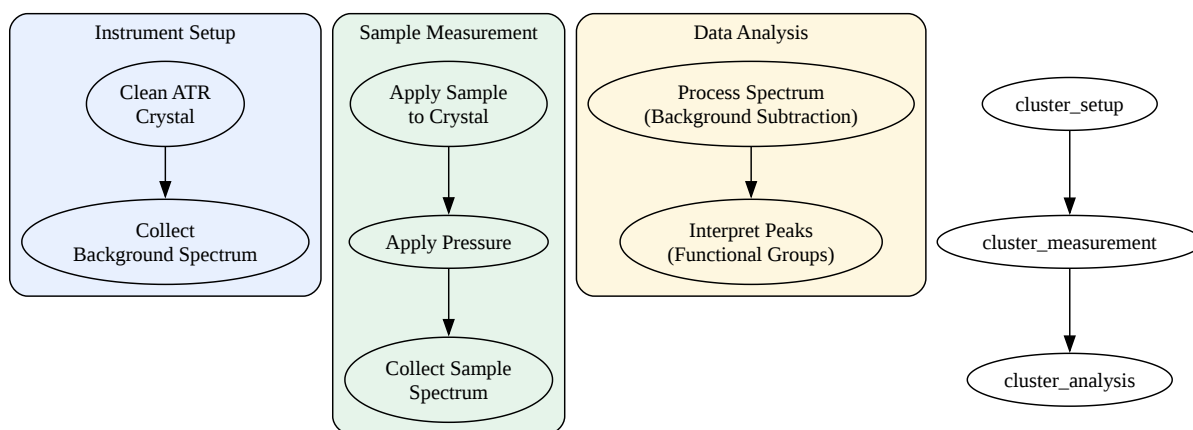 Instrument Setup
Clean ATR
Crystal
Collect
Background Spectrum
Sample Measurement
Apply Sample
to Crystal
Apply Pressure
Collect Sample
Spectrum
Data Analysis
Process Spectrum
(Background Subtraction)
Interpret Peaks
(Functional Groups)
cluster_setup
cluster_measurement
cluster_analysis